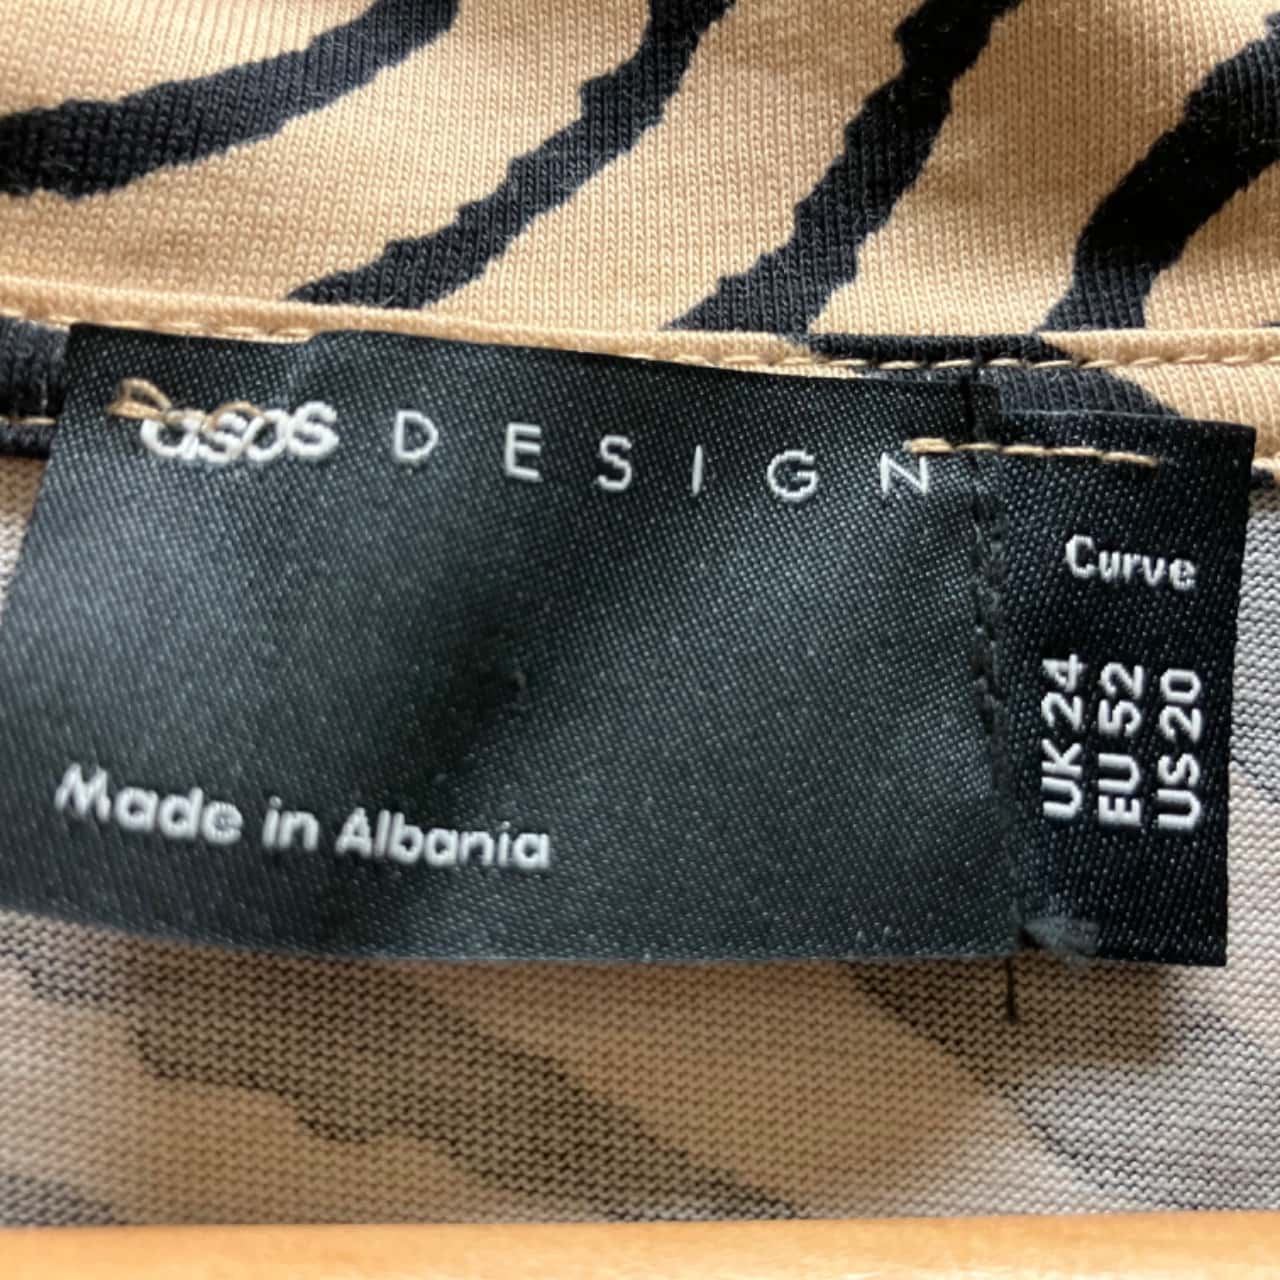 asos DESIGN
Made in Albania
Curve
UK 24
EU 52
US 20